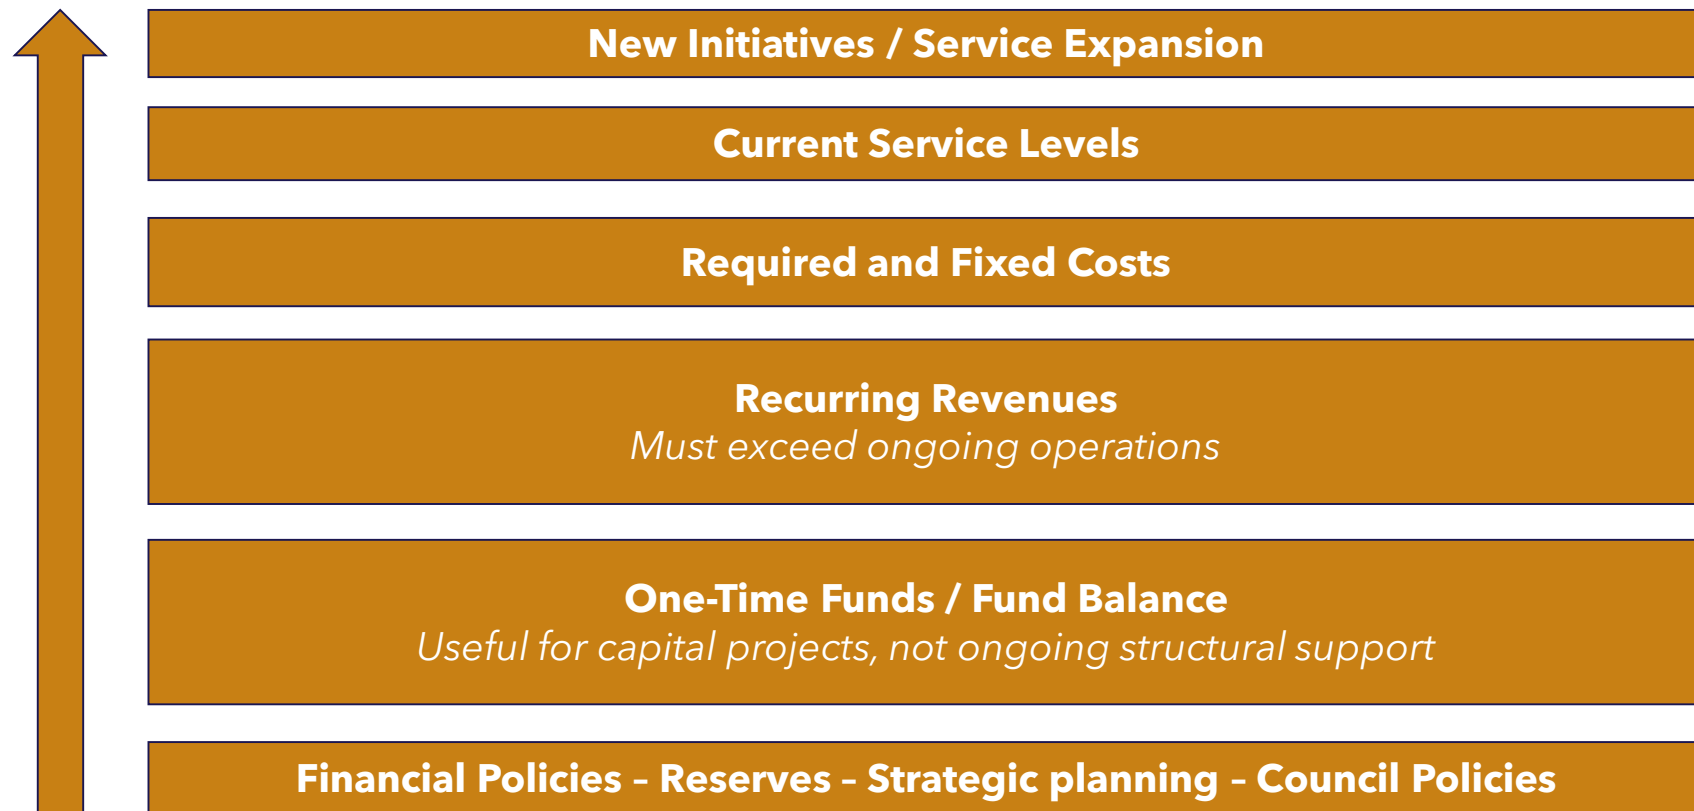 New Initiatives / Service Expansion
Current Service Levels
Required and Fixed Costs
Recurring Revenues
Must exceed ongoing operations
One-Time Funds / Fund Balance
Useful for capital projects, not ongoing structural support
Financial Policies – Reserves – Strategic planning – Council Policies